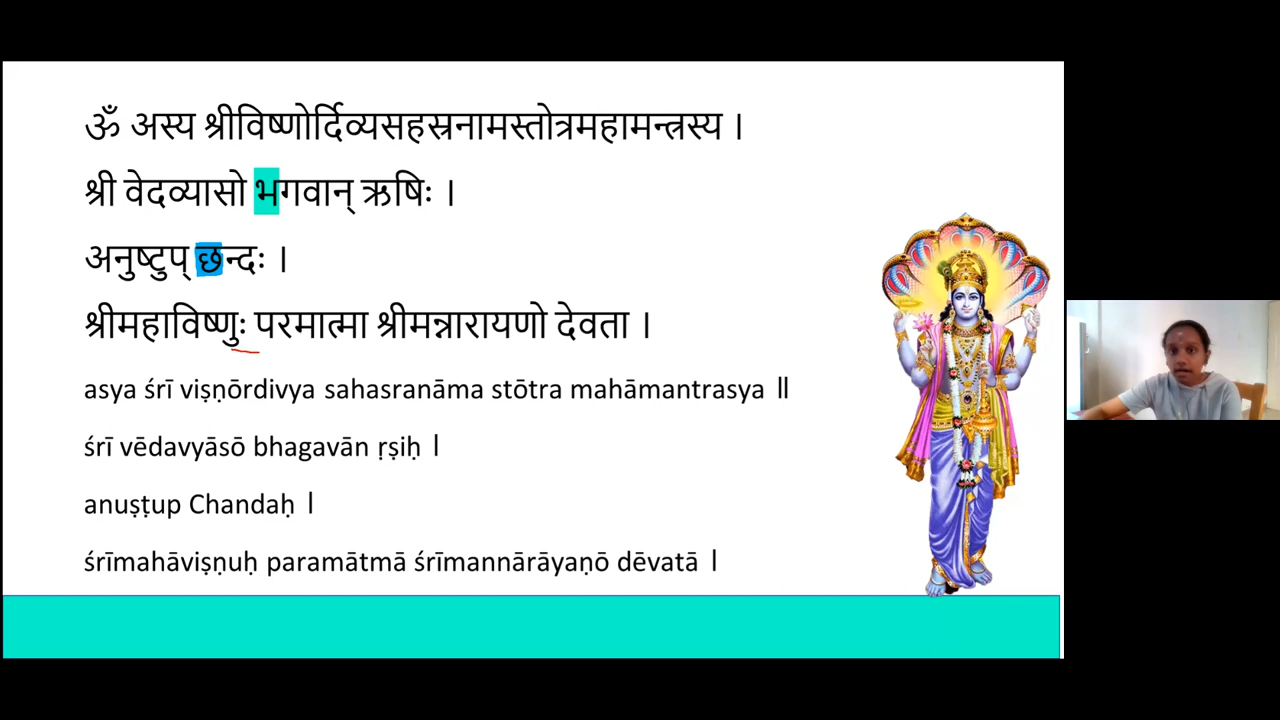 ॐ अस्य श्रीविष्णोर्दिव्यसहस्रनामस्तोत्रमहामन्त्रस्य ।
श्री वेदव्यासो भगवान् ऋषिः ।
अनुष्टुप् छन्दः ।
श्रीमहाविष्णुः परमात्मा श्रीमन्नारायणो देवता ।
asya śrī viṣṇōrdivya sahasranāma stōtra mahāmantrasya ॥
śrī vēdavyāsō bhagavān ṛṣiḥ ।
anuṣṭup Chandaḥ ।
śrīmahāviṣṇuḥ paramātmā śrīmannārāyaṇō dēvatā ।